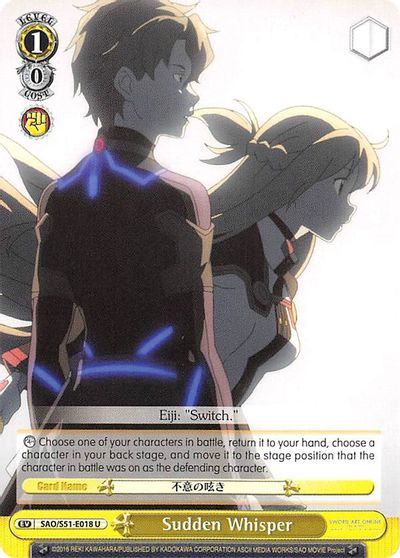 LEVEL
1
0
COST
Eiji: "Switch."
Choose one of your characters in battle, return it to your hand, choose a
character in your back stage, and move it to the stage position that the
character in battle was on as the defending character.
Card Name 不意の呟き
EV SAO/S51-E018 U Sudden Whisper
SWORD ART ONLINE
©2016 REKI KAWAHARA/PUBLISHED BY KADOKAWA CORPORATION ASCII MEDIA WORKS/SAO MOVIE Project